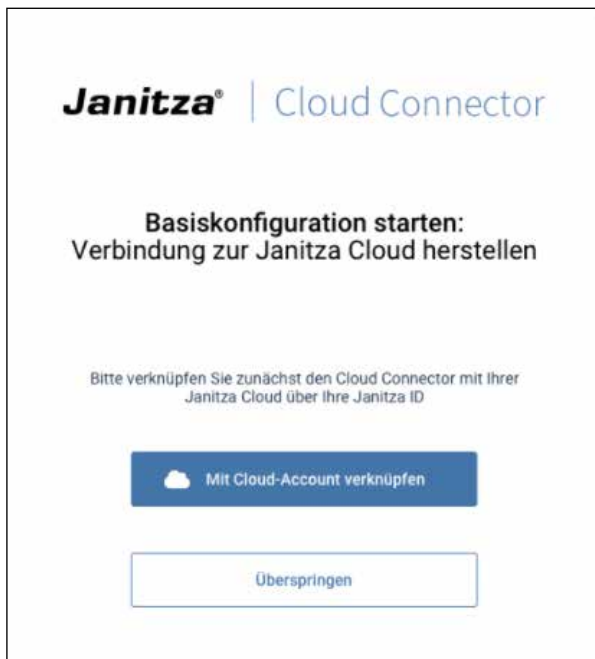 Janitza® | Cloud Connector
Basiskonfiguration starten:
Verbindung zur Janitza Cloud herstellen
Bitte verknüpfen Sie zunächst den Cloud Connector mit Ihrer
Janitza Cloud über Ihre Janitza ID
Mit Cloud-Account verknüpfen
Überspringen